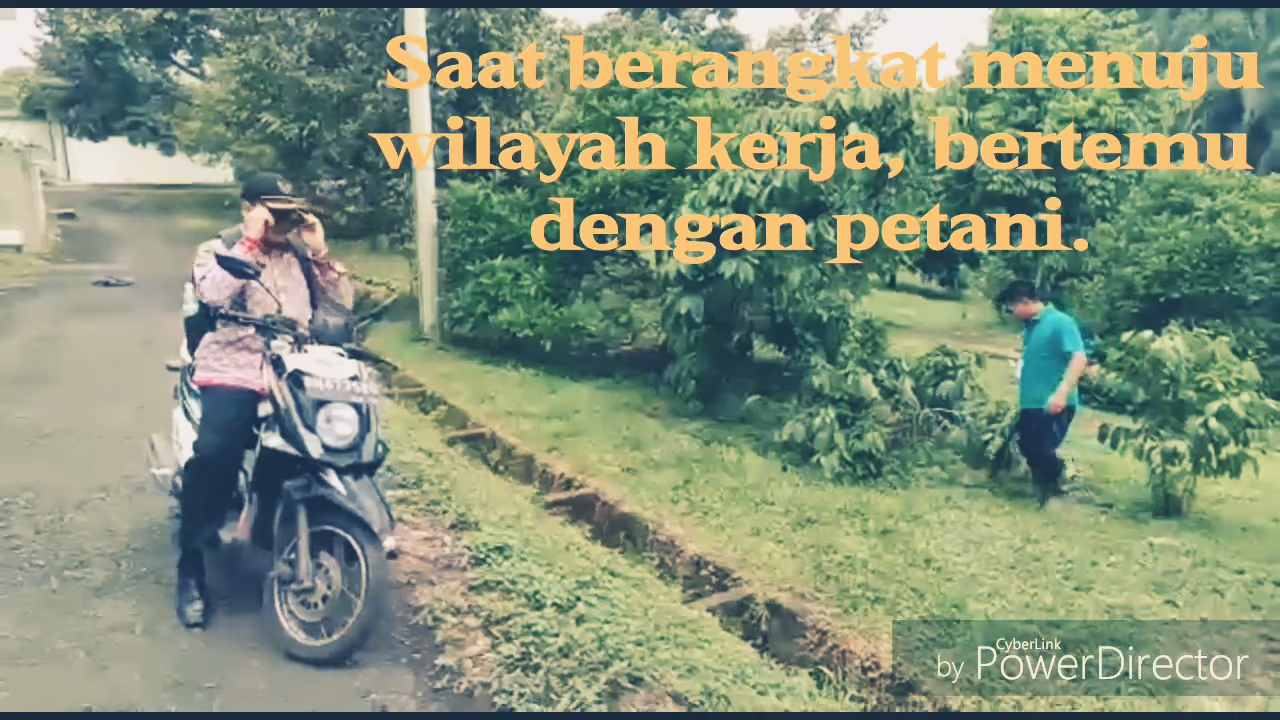 Saat berangkat menuju
wilayah kerja, bertemu
dengan petani.
CyberLink
by PowerDirector